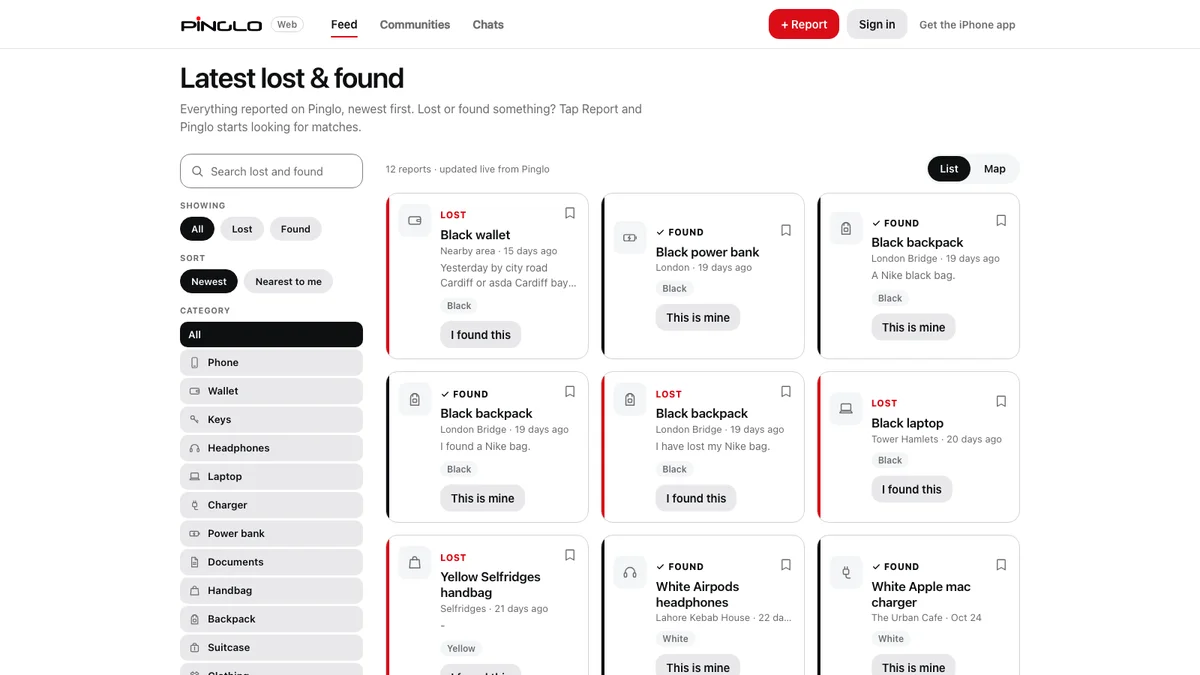 PINGLO Web Feed Communities Chats + Report Sign in Get the iPhone app
Latest lost & found
Everything reported on Pinglo, newest first. Lost or found something? Tap Report and
Pinglo starts looking for matches.
Search lost and found
SHOWING
All Lost Found
SORT
Newest Nearest to me
CATEGORY
All
Phone
Wallet
Keys
Headphones
Laptop
Charger
Power bank
Documents
Handbag
Backpack
Suitcase
12 reports · updated live from Pinglo
List Map
LOST
Black wallet
Nearby area · 15 days ago
Yesterday by city road
Cardiff or asda Cardiff bay…
Black
I found this
✓ FOUND
Black power bank
London · 19 days ago
Black
This is mine
✓ FOUND
Black backpack
London Bridge · 19 days ago
A Nike black bag.
Black
This is mine
✓ FOUND
Black backpack
London Bridge · 19 days ago
I found a Nike bag.
Black
This is mine
LOST
Black backpack
London Bridge · 19 days ago
I have lost my Nike bag.
Black
I found this
LOST
Black laptop
Tower Hamlets · 20 days ago
Black
I found this
LOST
Yellow Selfridges
handbag
Selfridges · 21 days ago
-
Yellow
✓ FOUND
White Airpods
headphones
Lahore Kebab House · 22 da…
White
This is mine
✓ FOUND
White Apple mac
charger
The Urban Cafe · Oct 24
White
This is mine